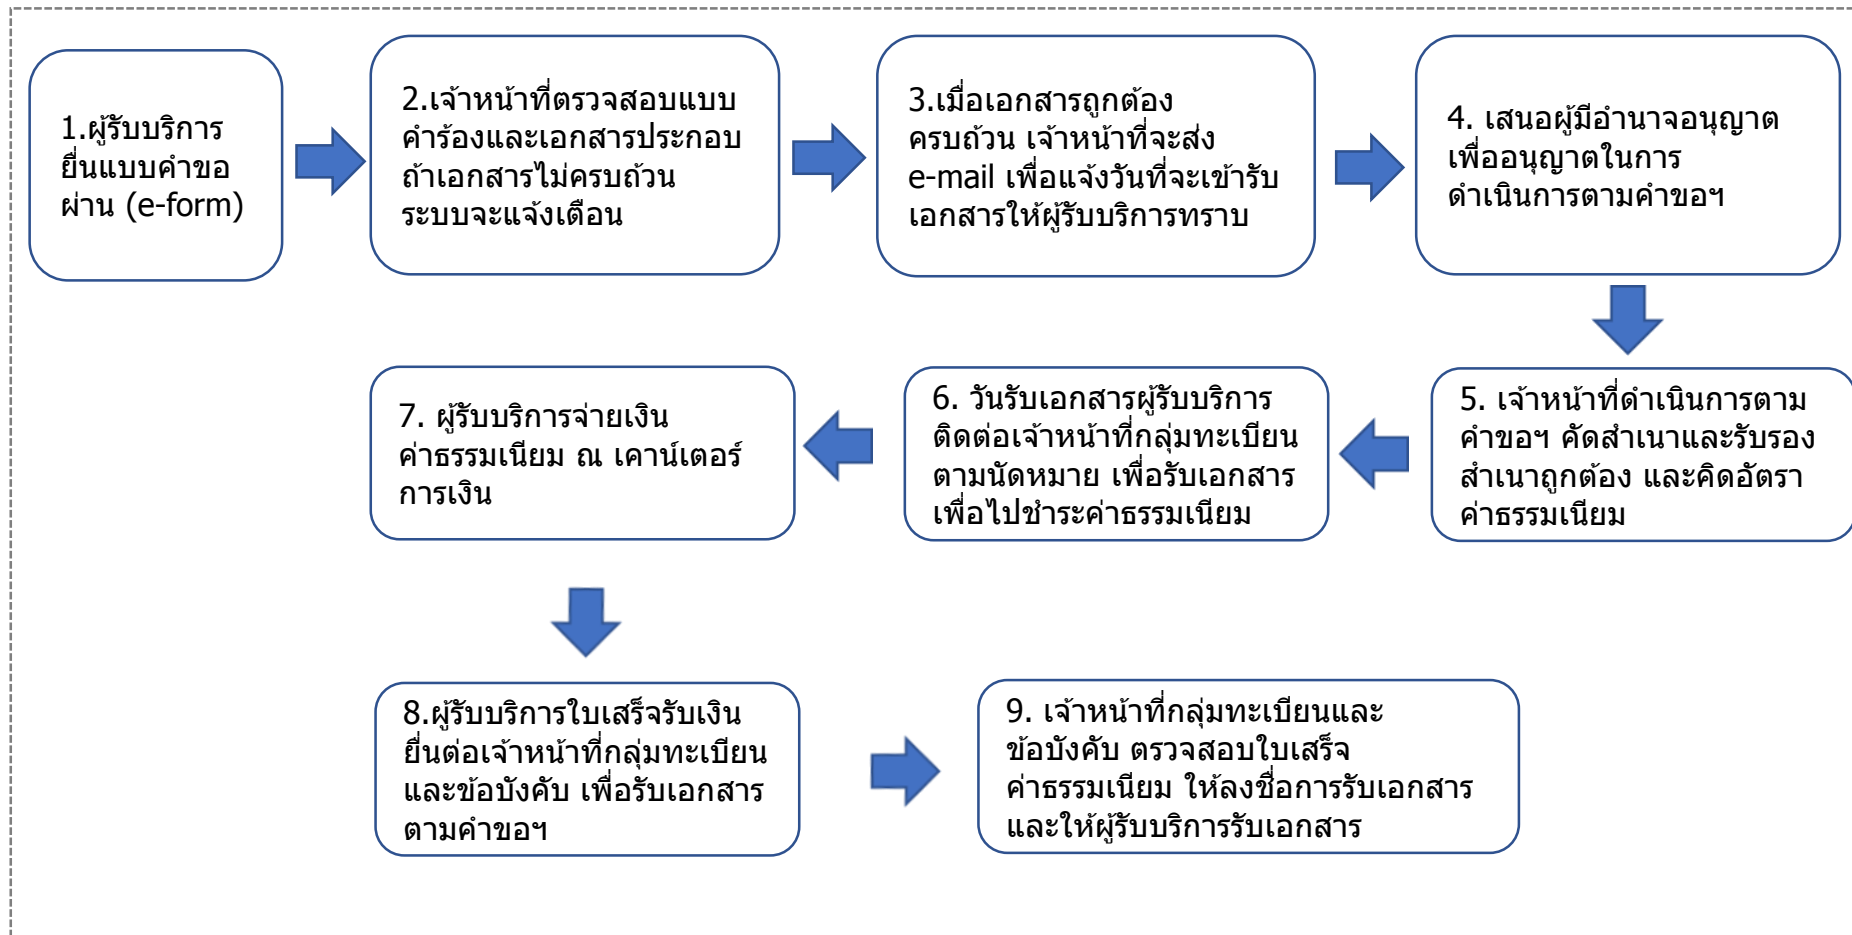 1.ผู้รับบริการ
ยื่นแบบคำขอ
ผ่าน (e-form)
2.เจ้าหน้าที่ตรวจสอบแบบ
คำร้องและเอกสารประกอบ
ถ้าเอกสารไม่ครบถ้วน
ระบบจะแจ้งเตือน
3.เมื่อเอกสารถูกต้อง
ครบถ้วน เจ้าหน้าที่จะส่ง
e-mail เพื่อแจ้งวันที่จะเข้ารับ
เอกสารให้ผู้รับบริการทราบ
4. เสนอผู้มีอำนาจอนุญาต
เพื่ออนุญาตในการ
ดำเนินการตามคำขอฯ
5. เจ้าหน้าที่ดำเนินการตาม
คำขอฯ คัดสำเนาและรับรอง
สำเนาถูกต้อง และคิดอัตรา
ค่าธรรมเนียม
6. วันรับเอกสารผู้รับบริการ
ติดต่อเจ้าหน้าที่กลุ่มทะเบียน
ตามนัดหมาย เพื่อรับเอกสาร
เพื่อไปชำระค่าธรรมเนียม
7. ผู้รับบริการจ่ายเงิน
ค่าธรรมเนียม ณ เคาน์เตอร์
การเงิน
8.ผู้รับบริการใบเสร็จรับเงิน
ยื่นต่อเจ้าหน้าที่กลุ่มทะเบียน
และข้อบังคับ เพื่อรับเอกสาร
ตามคำขอฯ
9. เจ้าหน้าที่กลุ่มทะเบียนและ
ข้อบังคับ ตรวจสอบใบเสร็จ
ค่าธรรมเนียม ให้ลงชื่อการรับเอกสาร
และให้ผู้รับบริการรับเอกสาร